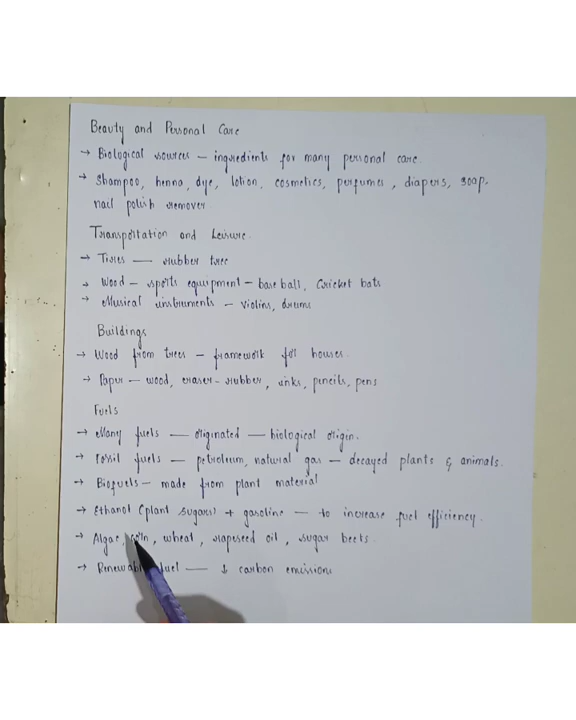 Beauty and Personal Care
→ Biological sources – ingredients for many personal care
→ Shampoo, henna, dye, lotion, cosmetics, perfumes, diapers, soap,
nail polish remover
Transportation and Leisure.
→ Tires — rubber tree
→ Wood – sports equipment – base ball, Cricket bats
→ Musical instruments – violins, drums
Buildings
→ Wood from trees – framework for houses.
→ Paper – wood, eraser – rubber, inks, pencils, pens
Fuels
→ Many fuels — originated — biological origin.
→ Fossil fuels — petroleum, natural gas – decayed plants & animals.
→ Biofuels – made from plant material
→ Ethanol (plant sugars) + gasoline — to increase fuel efficiency.
→ Algae, corn, wheat, rapeseed oil, sugar beets.
→ Renewable fuel — ↓ carbon emissions